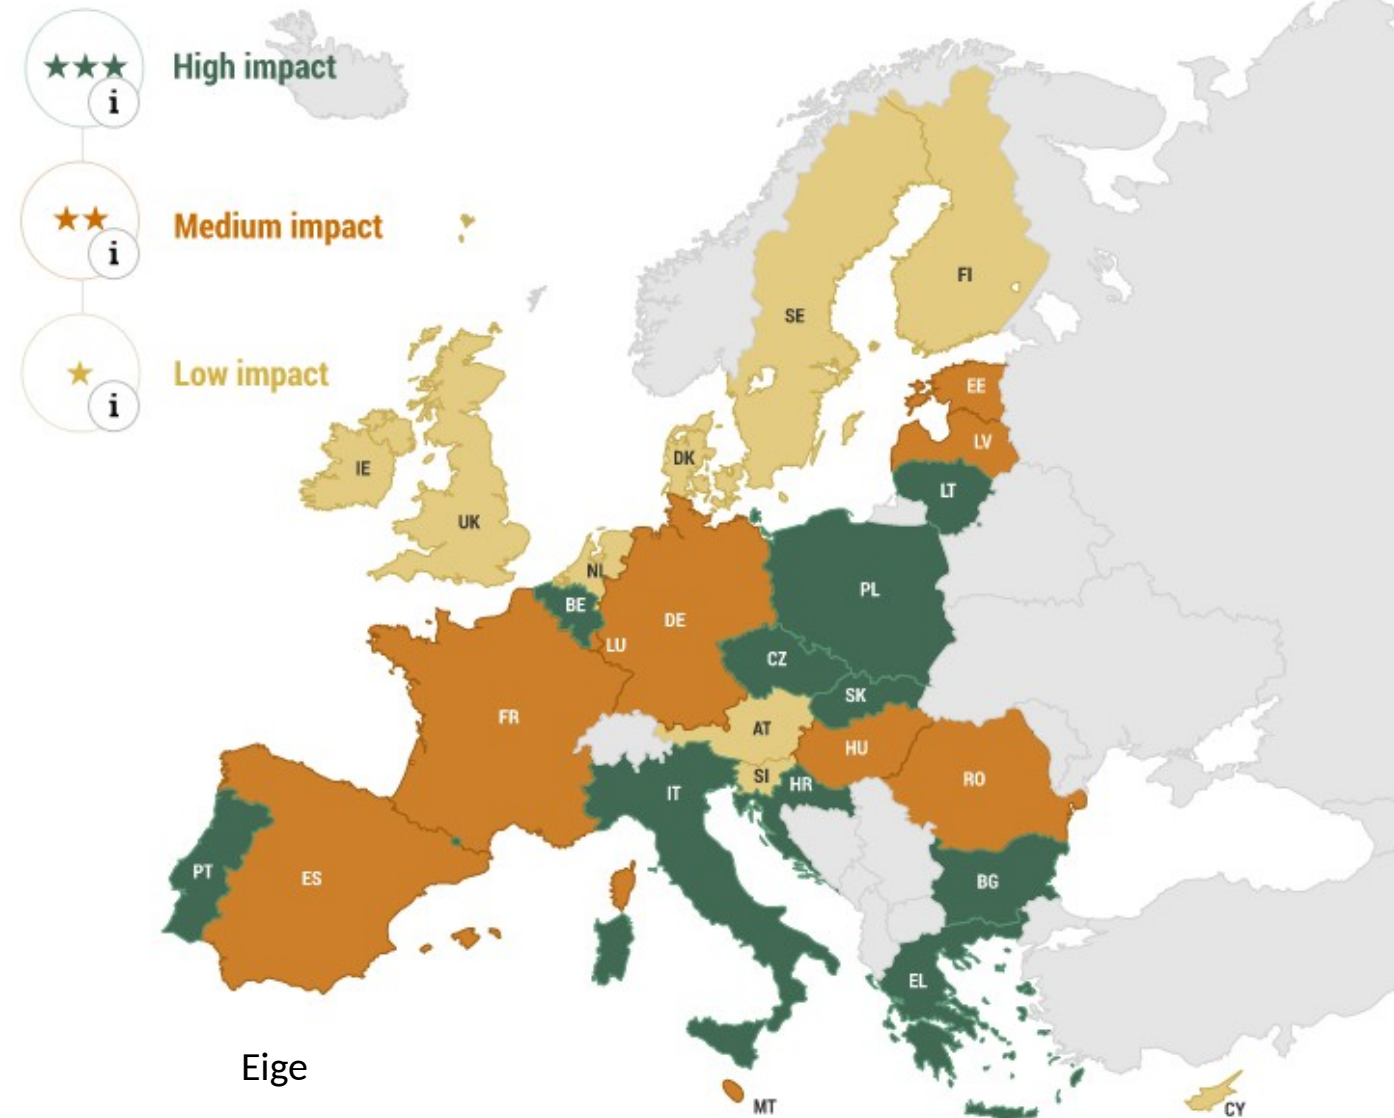 ★★★ High impact
i
★★ Medium impact
i
★ Low impact
i
FI
SE
EE
LV
IE
DK
LT
UK
NL
BE
PL
DE
LU
CZ
SK
FR
AT
HU
SI
HR
RO
IT
PT
ES
BG
EL
Eige
MT
CY